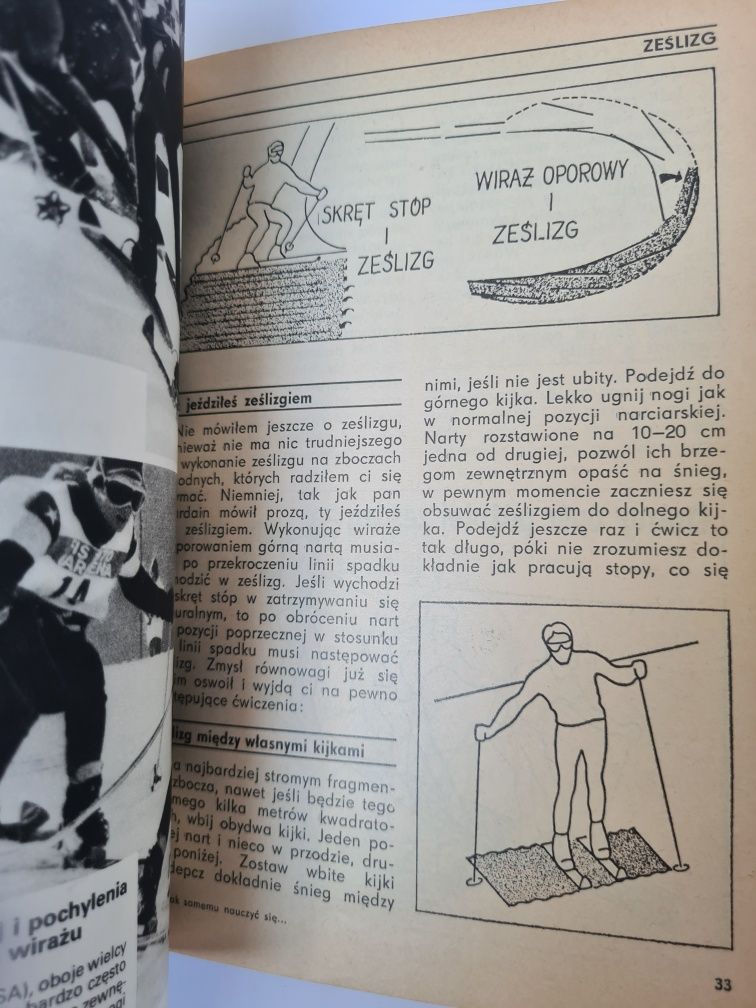 ZEŚLIZG
SKRĘT STÓP
I
ZEŚLIZG
WIRAŻ OPOROWY
I
ZEŚLIZG
jeździłeś ześlizgiem
Nie mówiłem jeszcze o ześlizgu,
nie ma nic trudniejszego
wykonanie ześlizgu na zboczach
których radziłem ci się
Niemniej, tak jak pan
mówił prozą, ty jeździłeś
ześlizgiem. Wykonując wiraże
górną nartą musia-
po przekroczeniu linii spadku
w ześlizg. Jeśli wychodzi
skręt stóp w zatrzymywaniu się
to po obróceniu nart
pozycji poprzecznej w stosunku
linii spadku musi następować
Zmysł równowagi już się
oswoił i wyjdą ci na pewno
ćwiczenia:
między własnymi kijkami
najbardziej stromym fragmen-
zbocza, nawet jeśli będzie tego
kilka metrów kwadrato-
wbij obydwa kijki. Jeden po-
nart i nieco w przodzie, dru-
poniżej. Zostaw wbite kijki
dokładnie śnieg między
samemu nauczyć się...
nimi, jeśli nie jest ubity. Podejdź do
górnego kijka. Lekko ugnij nogi jak
w normalnej pozycji narciarskiej.
Narty rozstawione na 10–20 cm
jedna od drugiej, pozwól ich brze-
gom zewnętrznym opaść na śnieg,
w pewnym momencie zaczniesz się
obsuwać ześlizgiem do dolnego kij-
ka. Podejdź jeszcze raz i ćwicz to
tak długo, póki nie zrozumiesz do-
kładnie jak pracują stopy, co się
33
i pochylenia
wirażu
oboje wielcy
bardzo często